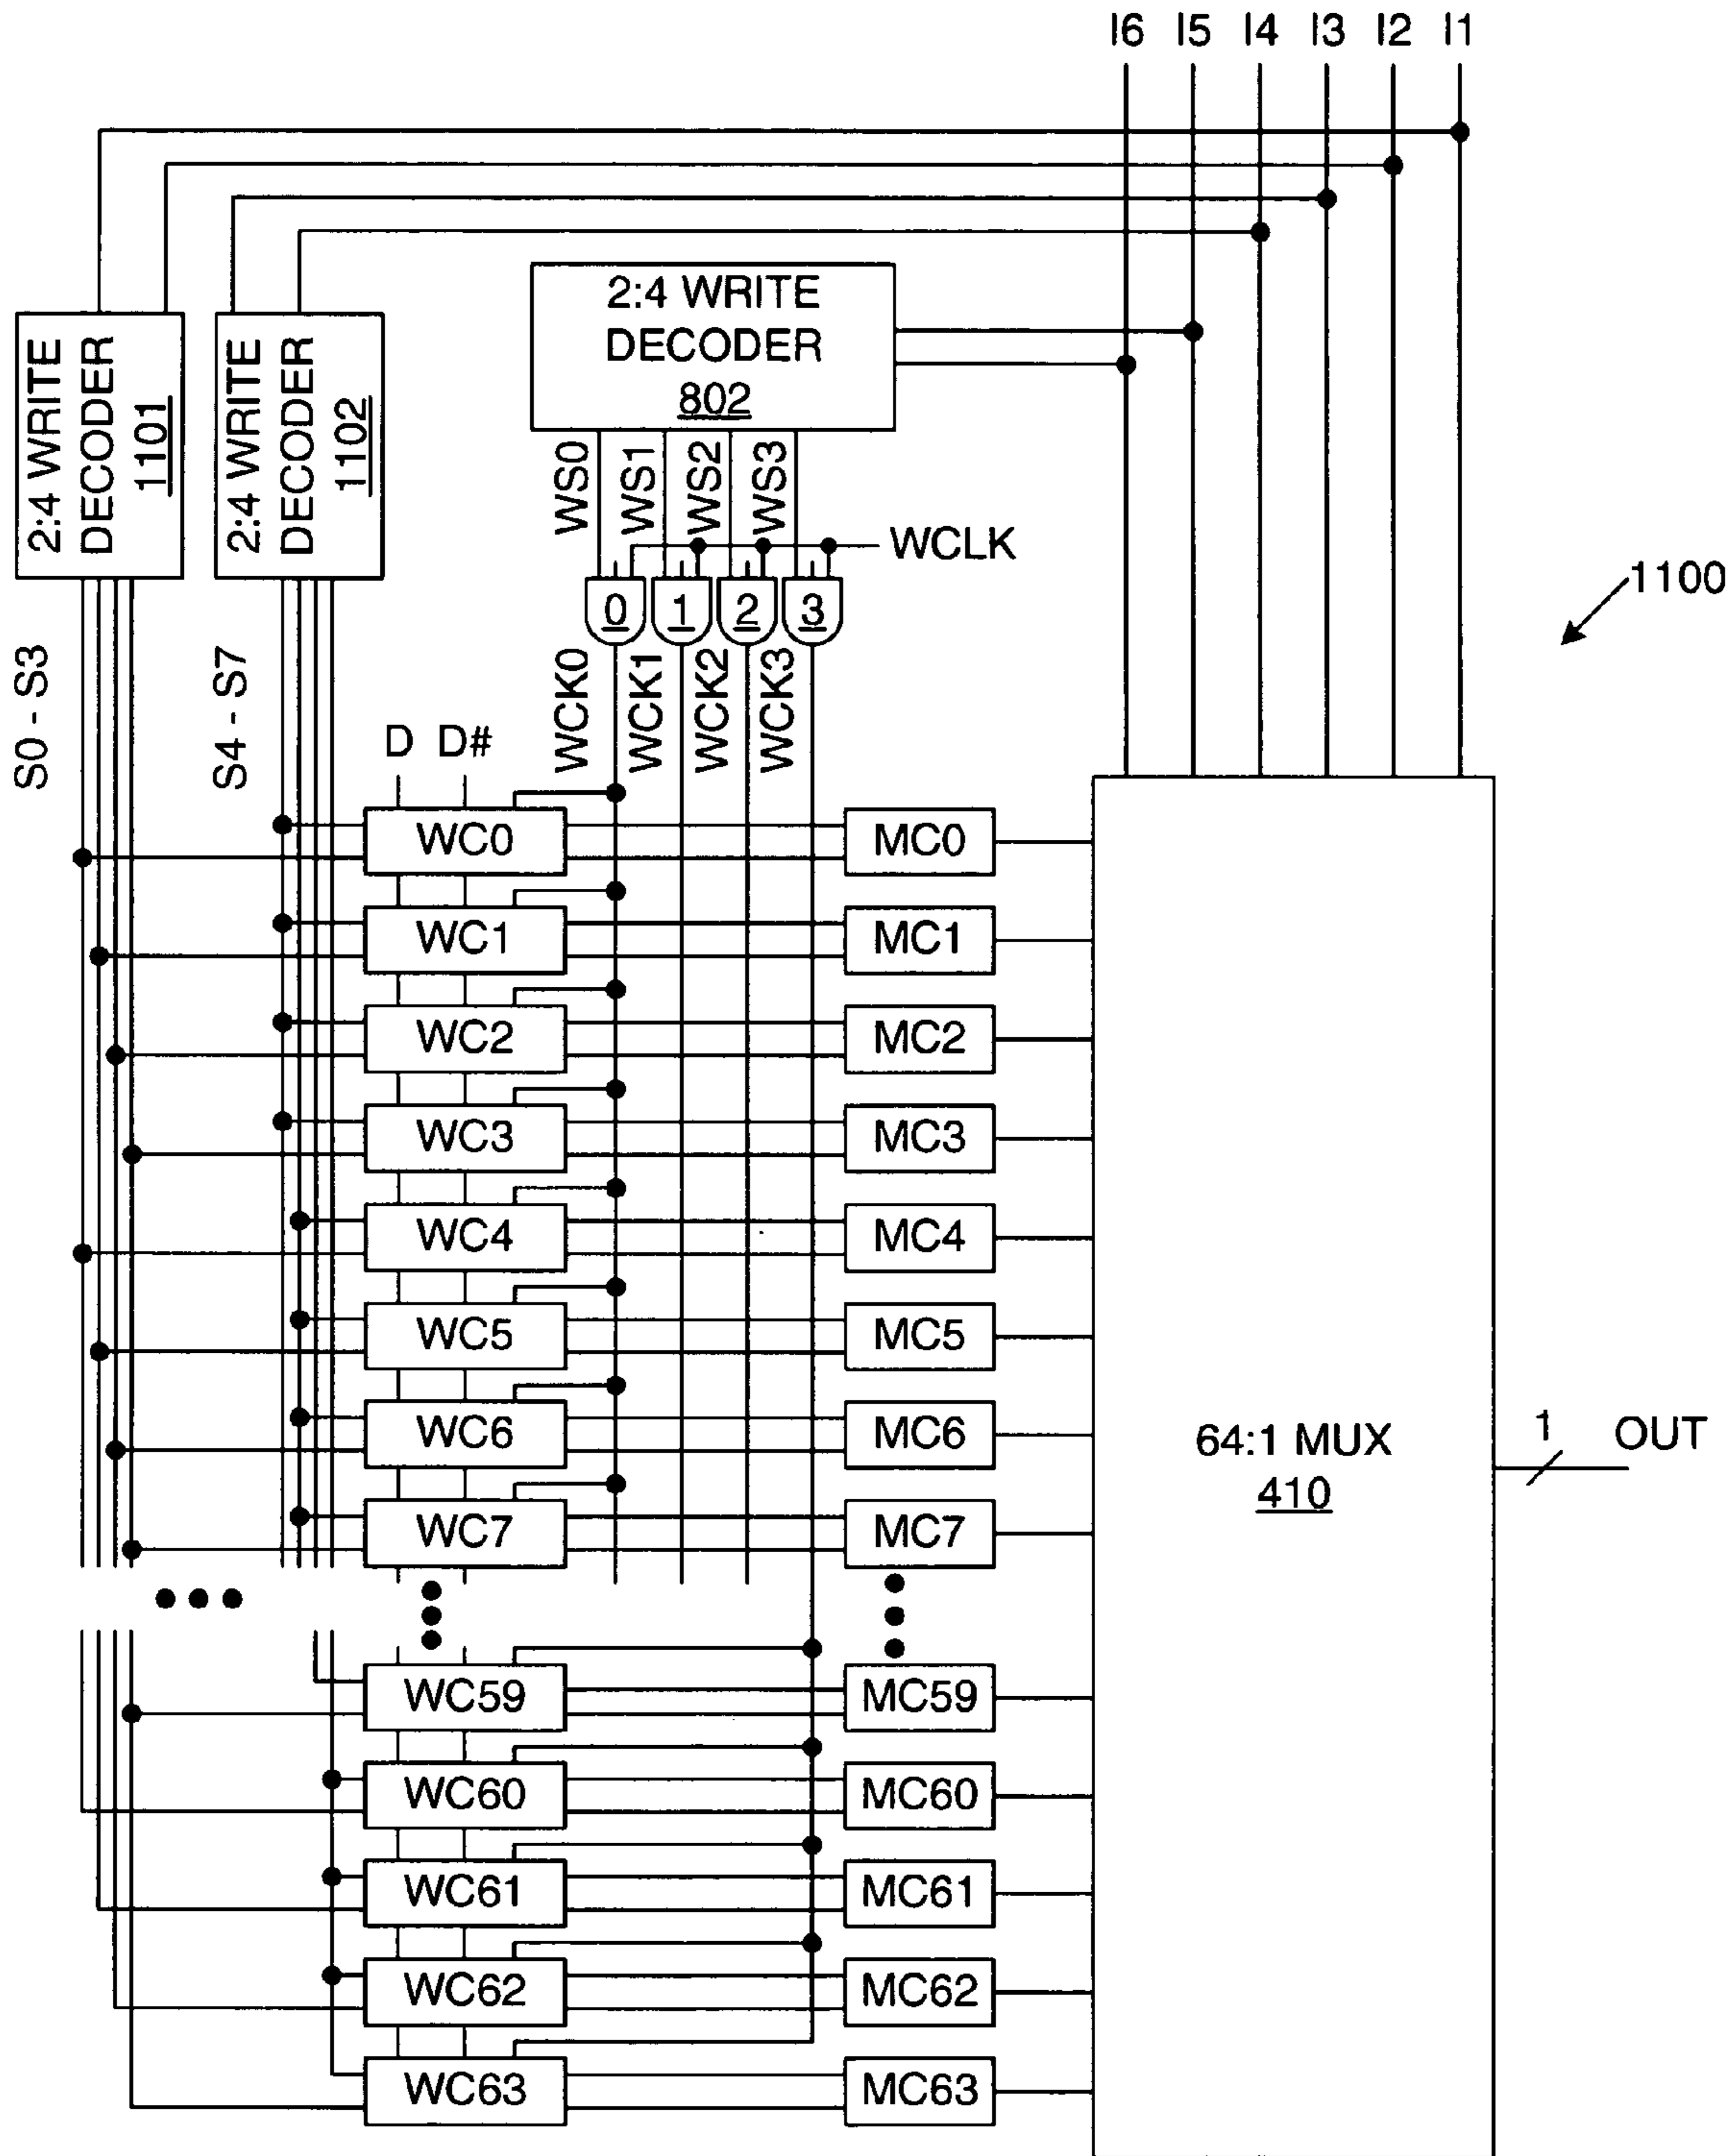 I6 I5 I4 I3 I2 I1
2:4 WRITE
DECODER
1101
2:4 WRITE
DECODER
1102
2:4 WRITE
DECODER
802
WS0 WS1 WS2 WS3
WCLK
0 1 2 3
1100
S0 - S3
S4 - S7
WCK0 WCK1 WCK2 WCK3
D D#
WC0 MC0
WC1 MC1
WC2 MC2
WC3 MC3
WC4 MC4
WC5 MC5
WC6 MC6
WC7 MC7
64:1 MUX
410
1 OUT
WC59 MC59
WC60 MC60
WC61 MC61
WC62 MC62
WC63 MC63